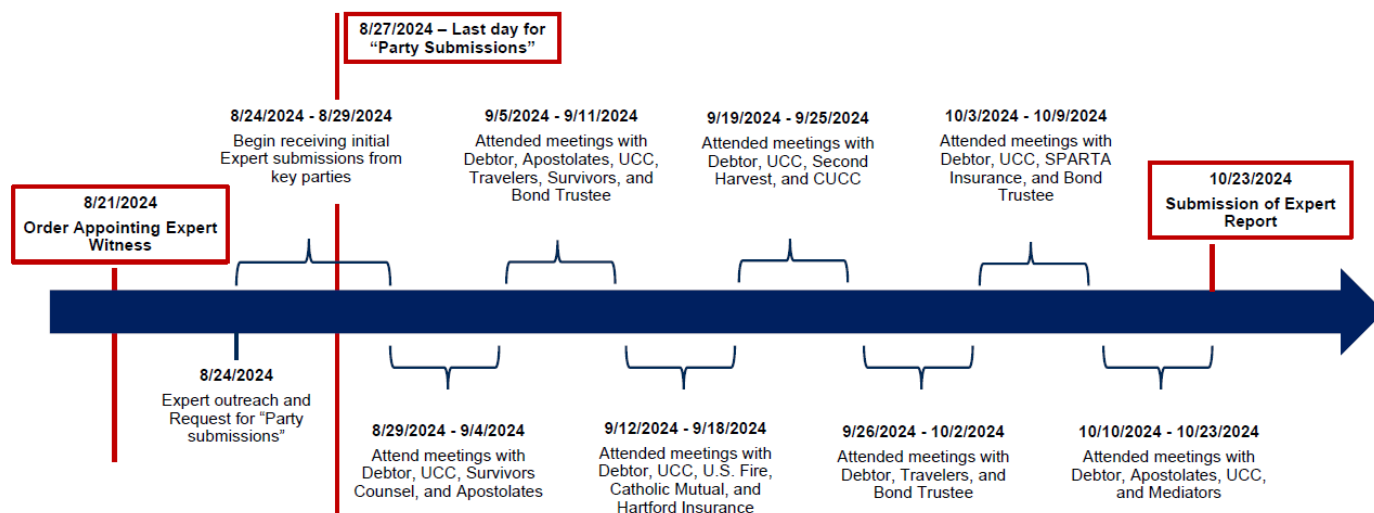 8/27/2024 – Last day for
“Party Submissions”
8/24/2024 - 8/29/2024
Begin receiving initial
Expert submissions from
key parties
9/5/2024 - 9/11/2024
Attended meetings with
Debtor, Apostolates, UCC,
Travelers, Survivors, and
Bond Trustee
9/19/2024 - 9/25/2024
Attended meetings with
Debtor, UCC, Second
Harvest, and CUCC
10/3/2024 - 10/9/2024
Attended meetings with
Debtor, UCC, SPARTA
Insurance, and Bond
Trustee
8/21/2024
Order Appointing Expert
Witness
10/23/2024
Submission of Expert
Report
8/24/2024
Expert outreach and
Request for “Party
submissions”
8/29/2024 - 9/4/2024
Attend meetings with
Debtor, UCC, Survivors
Counsel, and Apostolates
9/12/2024 - 9/18/2024
Attended meetings with
Debtor, UCC, U.S. Fire,
Catholic Mutual, and
Hartford Insurance
9/26/2024 - 10/2/2024
Attended meetings with
Debtor, Travelers, and
Bond Trustee
10/10/2024 - 10/23/2024
Attended meetings with
Debtor, Apostolates, UCC,
and Mediators